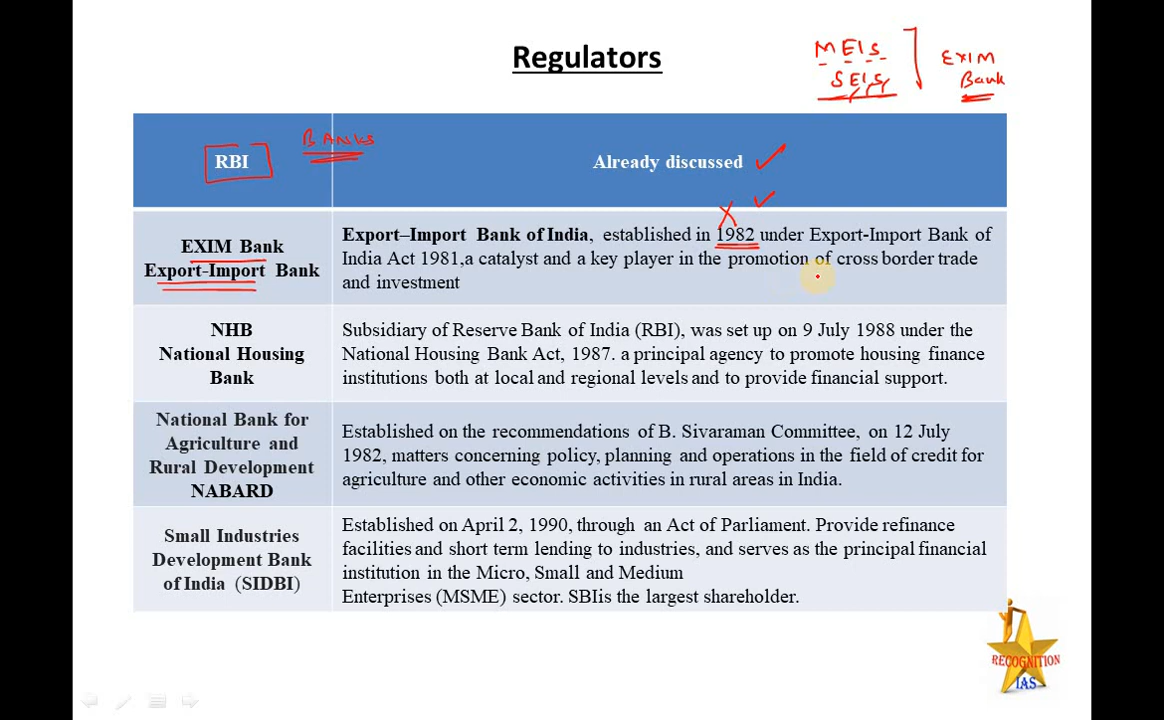 Regulators
MEIS
SEIS
EXIM
Bank
RBI
BANKS
Already discussed
EXIM Bank
Export-Import Bank
Export–Import Bank of India, established in 1982 under Export-Import Bank of
India Act 1981,a catalyst and a key player in the promotion of cross border trade
and investment
NHB
National Housing
Bank
Subsidiary of Reserve Bank of India (RBI), was set up on 9 July 1988 under the
National Housing Bank Act, 1987. a principal agency to promote housing finance
institutions both at local and regional levels and to provide financial support.
National Bank for
Agriculture and
Rural Development
NABARD
Established on the recommendations of B. Sivaraman Committee, on 12 July
1982, matters concerning policy, planning and operations in the field of credit for
agriculture and other economic activities in rural areas in India.
Small Industries
Development Bank
of India (SIDBI)
Established on April 2, 1990, through an Act of Parliament. Provide refinance
facilities and short term lending to industries, and serves as the principal financial
institution in the Micro, Small and Medium
Enterprises (MSME) sector. SBIis the largest shareholder.
RECOGNITION
IAS